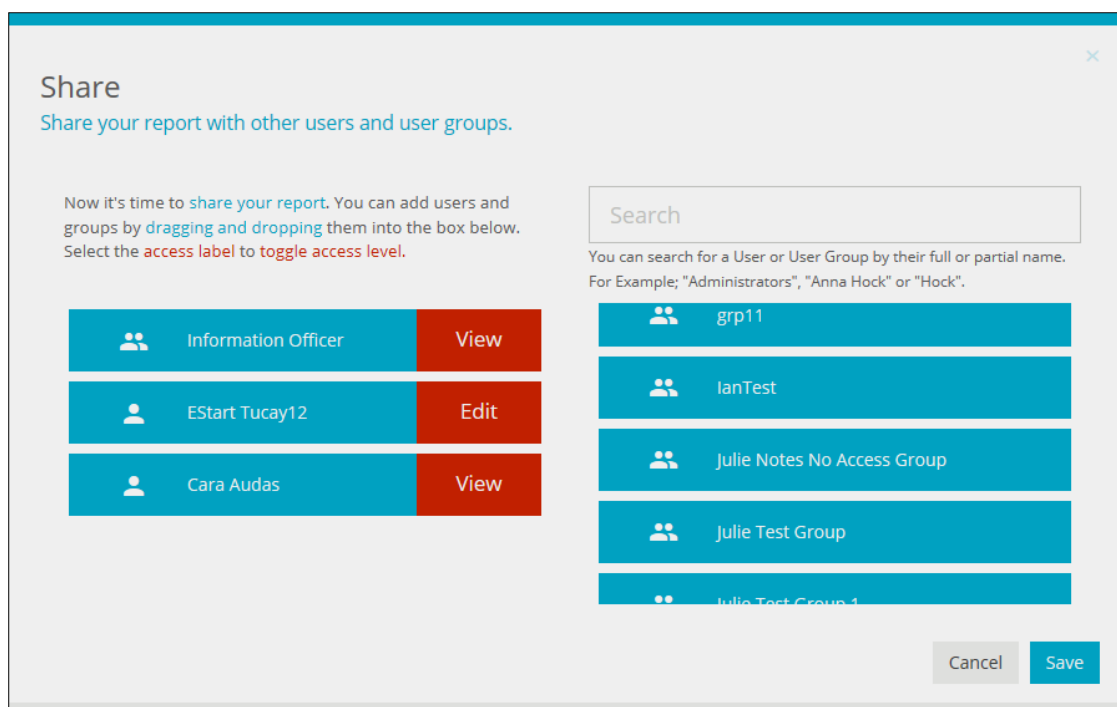 ×
Share
Share your report with other users and user groups.
Now it's time to share your report. You can add users and
groups by dragging and dropping them into the box below.
Select the access label to toggle access level.
Information Officer View
EStart Tucay12 Edit
Cara Audas View
Search
You can search for a User or User Group by their full or partial name.
For Example; "Administrators", "Anna Hock" or "Hock".
grp11
IanTest
Julie Notes No Access Group
Julie Test Group
Julie Test Group 1
Cancel Save